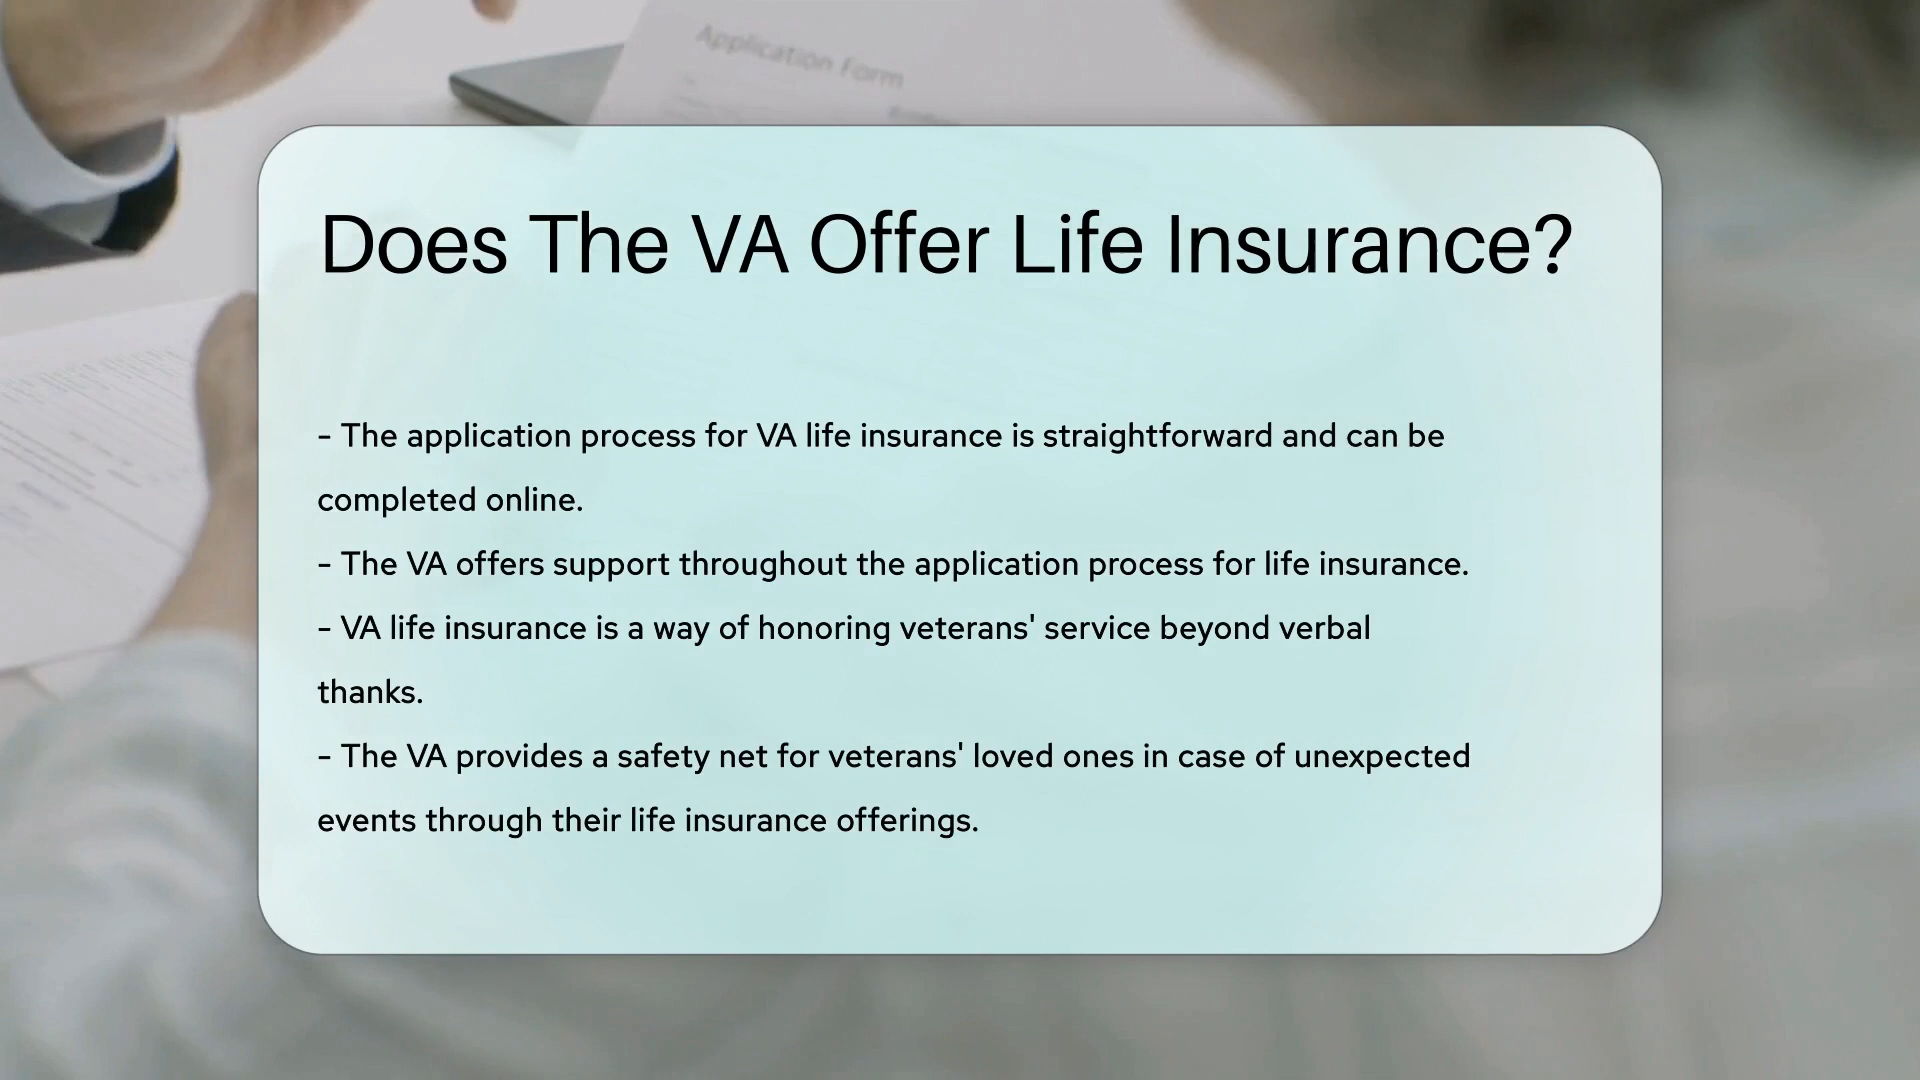 Application Form
Does The VA Offer Life Insurance?
- The application process for VA life insurance is straightforward and can be
completed online.
- The VA offers support throughout the application process for life insurance.
- VA life insurance is a way of honoring veterans' service beyond verbal
thanks.
- The VA provides a safety net for veterans' loved ones in case of unexpected
events through their life insurance offerings.